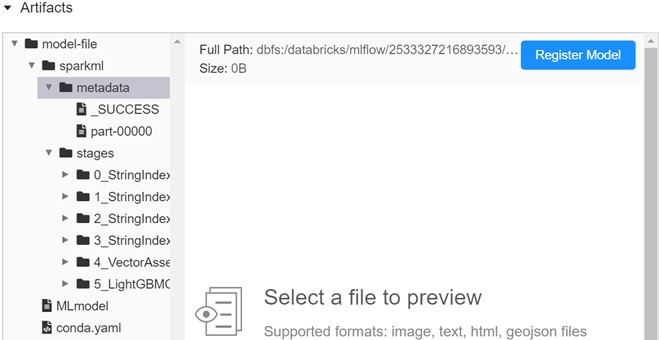 Artifacts
model-file
sparkml
metadata
_SUCCESS
part-00000
stages
0_StringIndex
1_StringIndex
2_StringIndex
3_StringIndex
4_VectorAsse
5_LightGBMC
MLmodel
conda.yaml
Full Path: dbfs:/databricks/mlflow/2533327216893593/...
Size: 0B
Register Model
Select a file to preview
Supported formats: image, text, html, geojson files